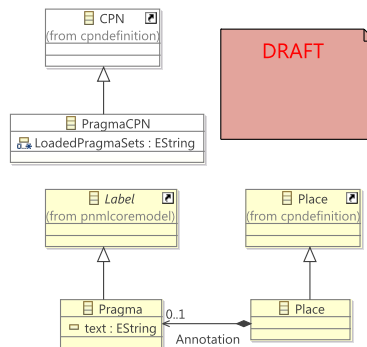 CPN
(from cpndefinition)
DRAFT
PragmaCPN
0..* LoadedPragmaSets : EString
Label
(from pnmlcoremodel)
Place
(from cpndefinition)
Pragma
text : EString
0..1
Annotation
Place